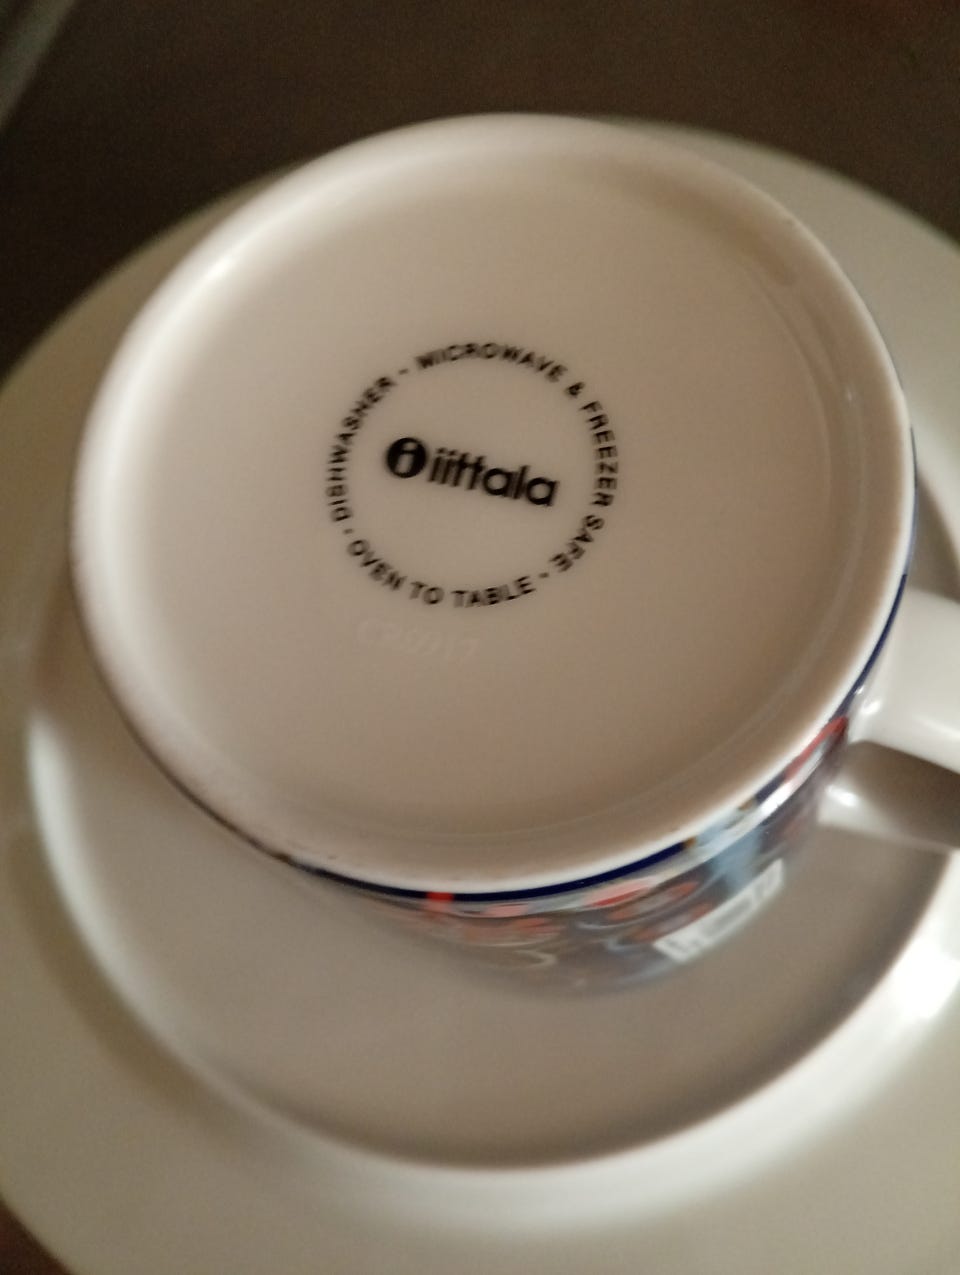 DISHWASHER - MICROWAVE & FREEZER SAFE - OVEN TO TABLE -
i iittala